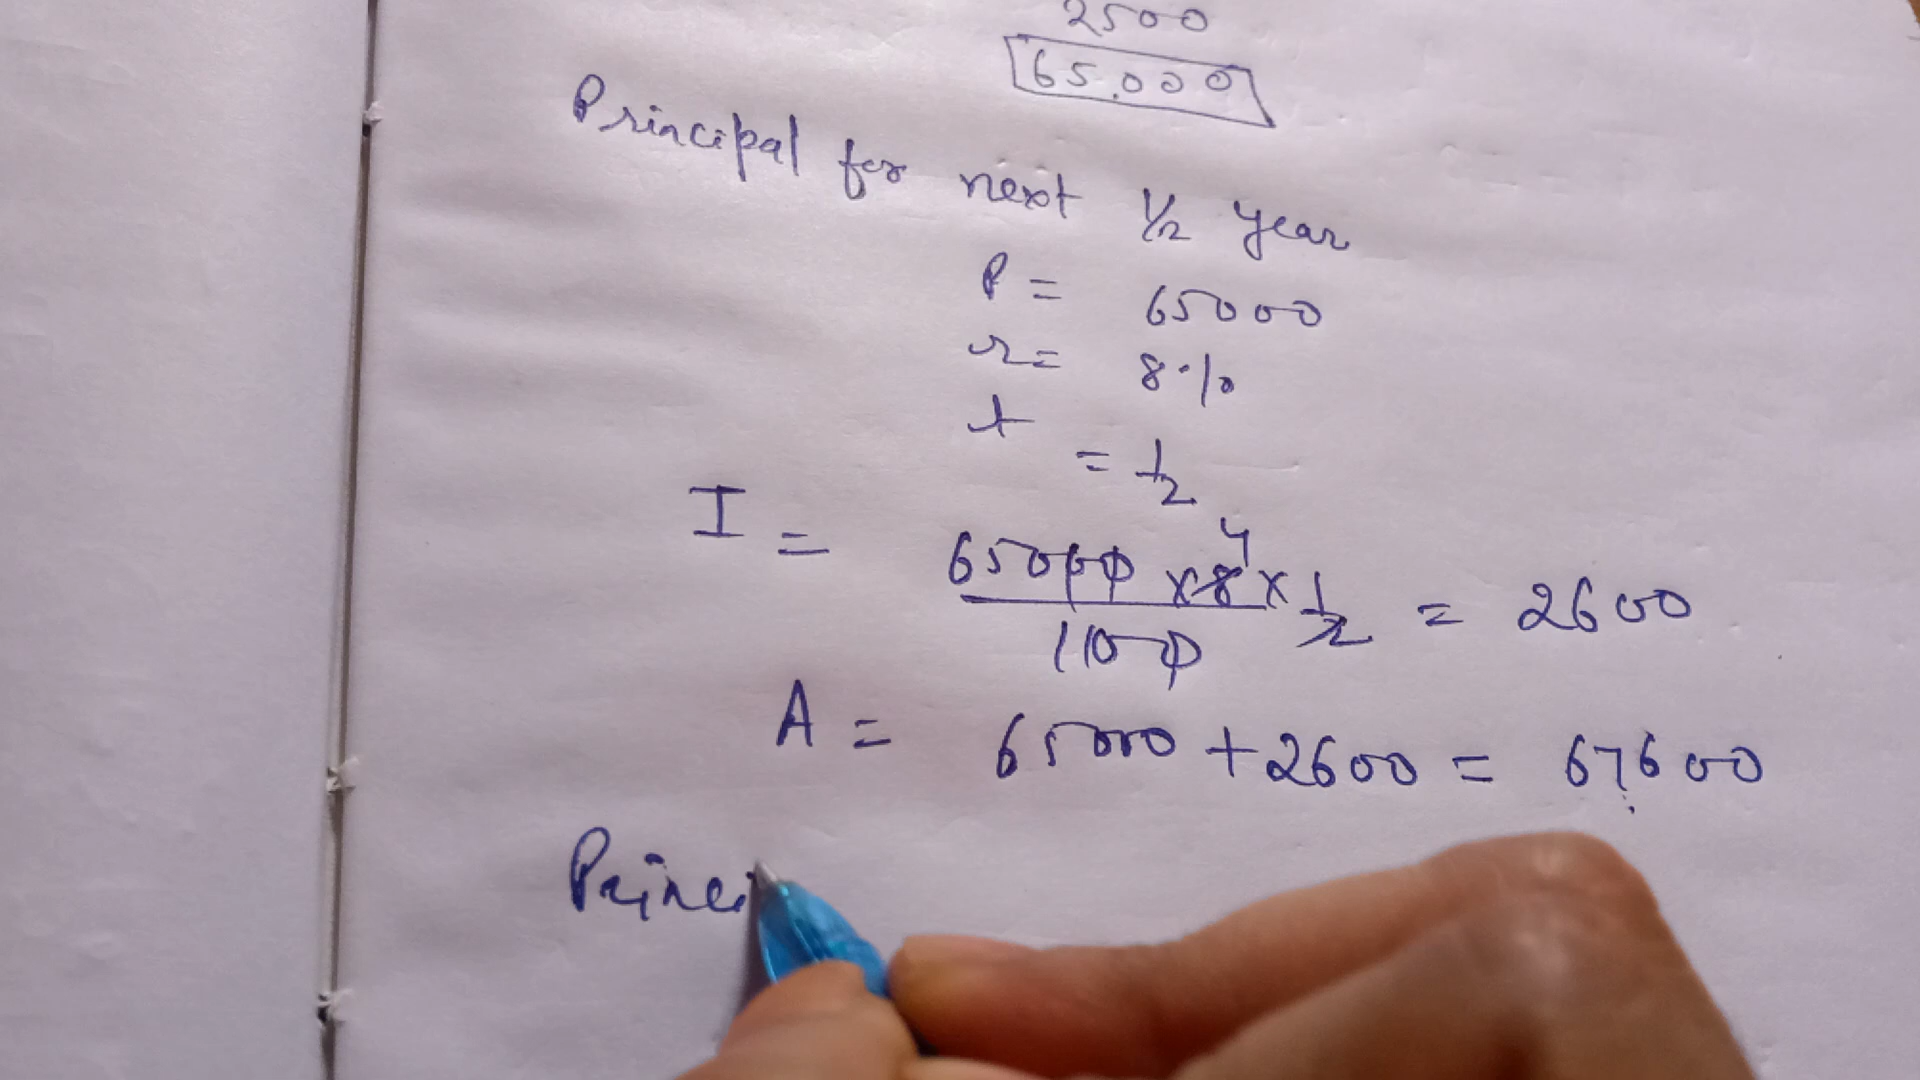 2500
65,000
Principal for next 1/2 year
P = 65000
r = 8%
t = 1/2
I = 65000 x 8 4 x 1/2 = 2600
100
A = 65000 + 2600 = 67600
Princi